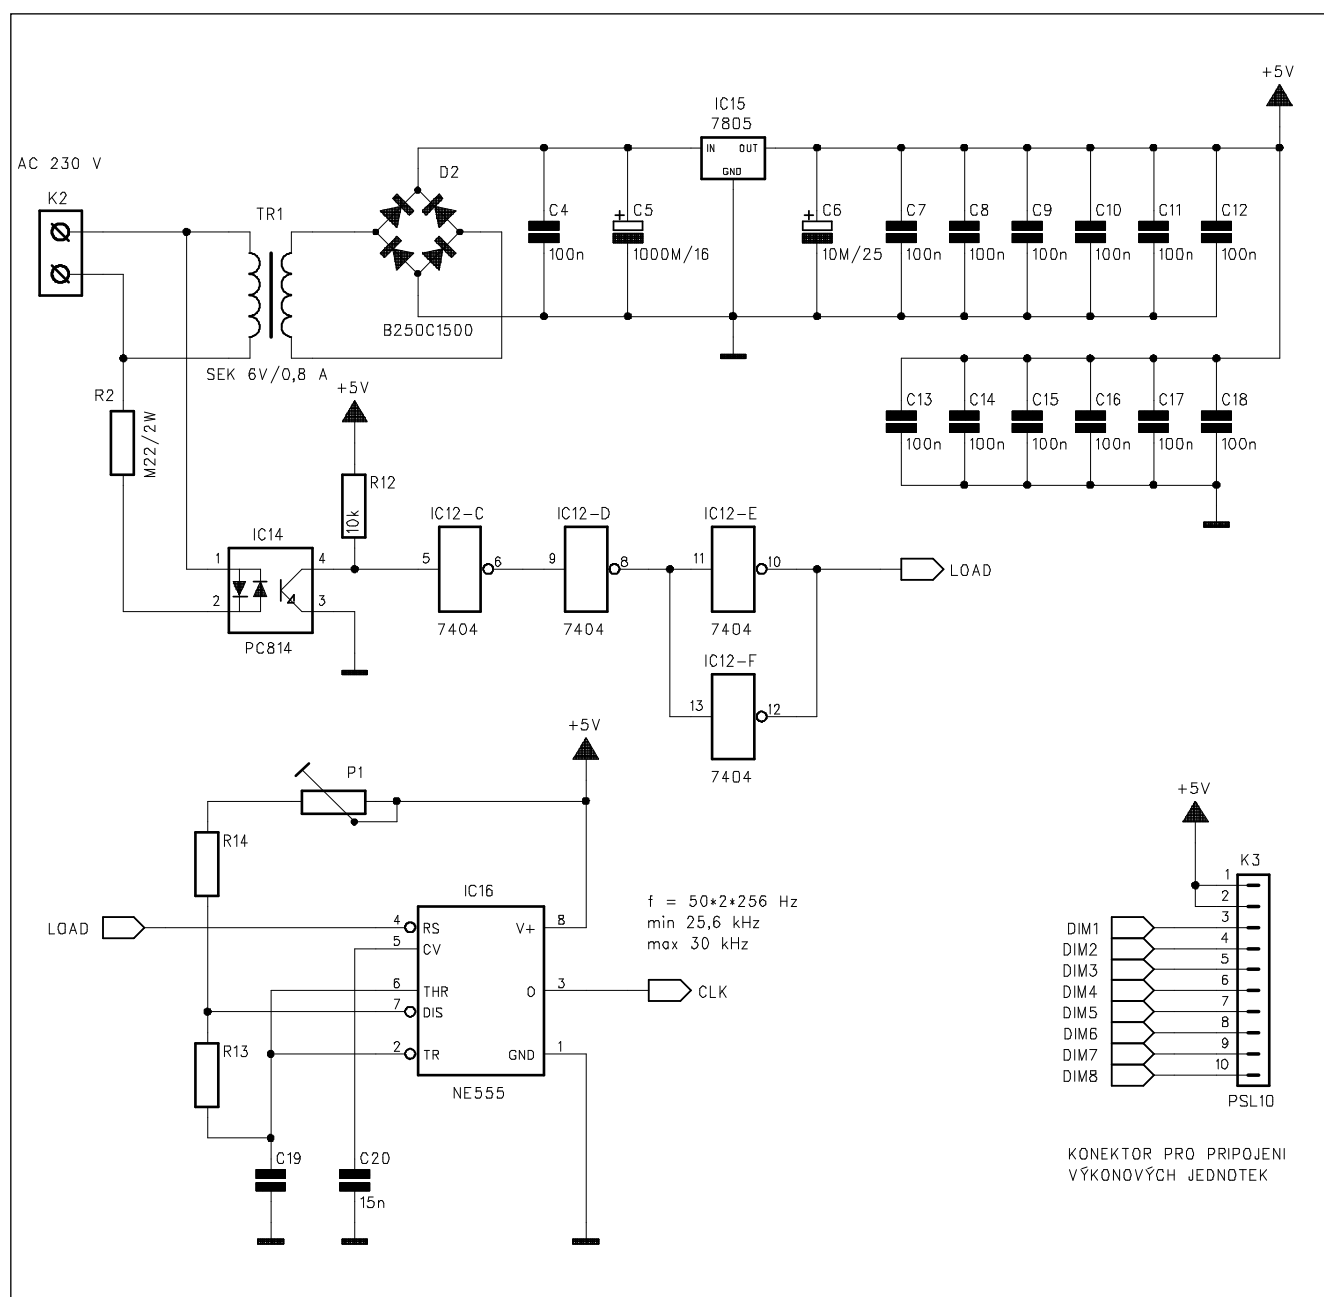 +5V
IC15
7805
IN OUT
GND
AC 230 V
K2
TR1
D2
C4
100n
C5
+
1000M/16
C6
+
10M/25
C7
100n
C8
100n
C9
100n
C10
100n
C11
100n
C12
100n
B250C1500
SEK 6V/0,8 A
R2
M22/2W
+5V
R12
10k
C13
100n
C14
100n
C15
100n
C16
100n
C17
100n
C18
100n
IC14
1
2
4
3
PC814
IC12-C
5
6
7404
IC12-D
9
8
7404
IC12-E
11
10
7404
LOAD
IC12-F
13
12
7404
+5V
P1
R14
LOAD
IC16
4 RS
5 CV
6 THR
7 DIS
2 TR
V+ 8
O 3
GND 1
NE555
f = 50*2*256 Hz
min 25,6 kHz
max 30 kHz
CLK
R13
C19
C20
15n
+5V
K3
1
2
DIM1 3
DIM2 4
DIM3 5
DIM4 6
DIM5 7
DIM6 8
DIM7 9
DIM8 10
PSL10
KONEKTOR PRO PRIPOJENI
VÝKONOVÝCH JEDNOTEK